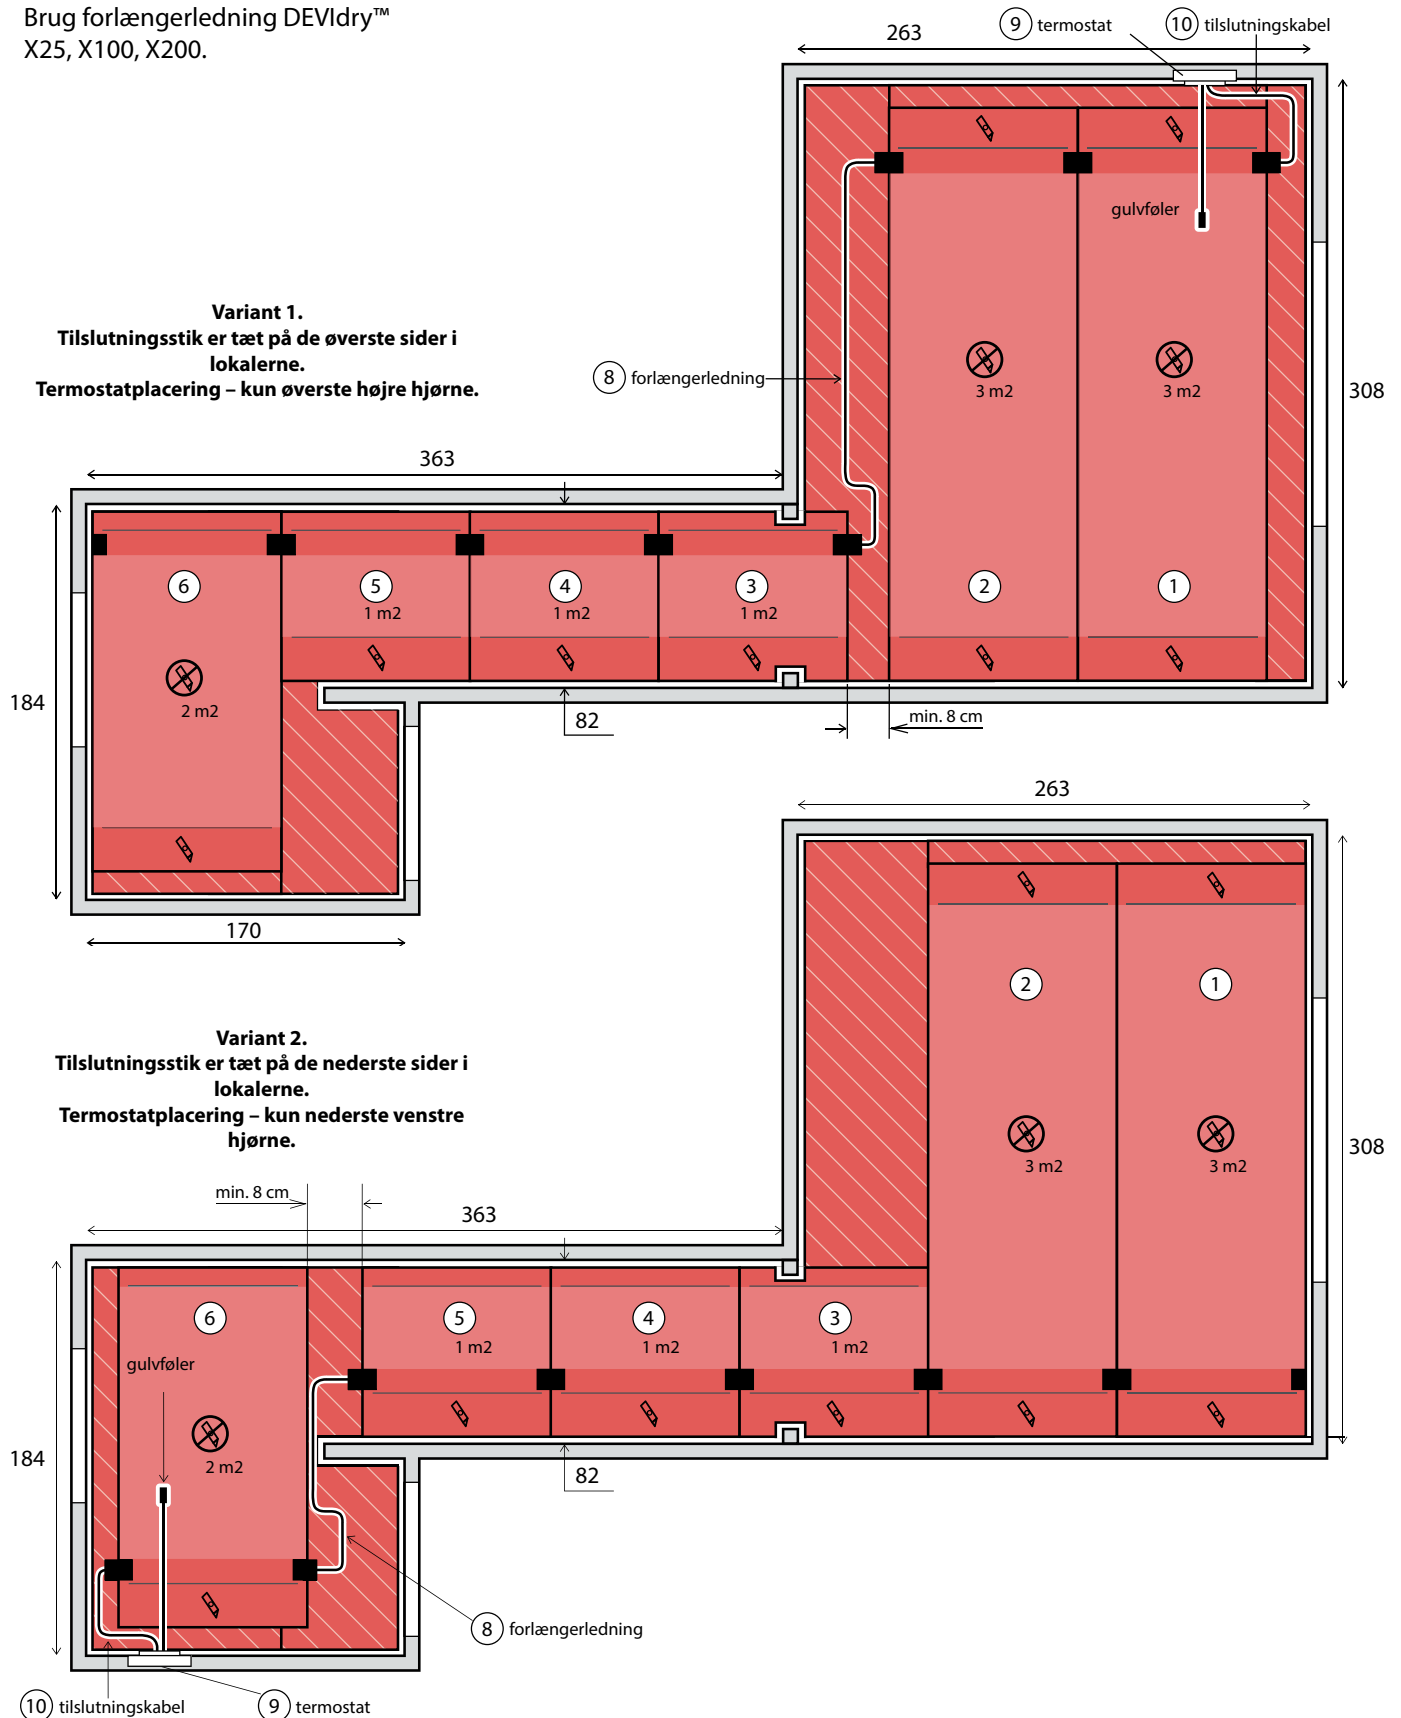 Brug forlængerledning DEVIdry™
X25, X100, X200.
263
9 termostat
10 tilslutningskabel
gulvføler
Variant 1.
Tilslutningsstik er tæt på de øverste sider i
lokalerne.
Termostatplacering – kun øverste højre hjørne.
8 forlængerledning
3 m2
3 m2
308
363
6
5
1 m2
4
1 m2
3
1 m2
2
1
184
2 m2
82
min. 8 cm
170
263
2
1
Variant 2.
Tilslutningsstik er tæt på de nederste sider i
lokalerne.
Termostatplacering – kun nederste venstre
hjørne.
3 m2
3 m2
308
min. 8 cm
363
6
5
1 m2
4
1 m2
3
1 m2
gulvføler
184
2 m2
82
8 forlængerledning
10 tilslutningskabel
9 termostat